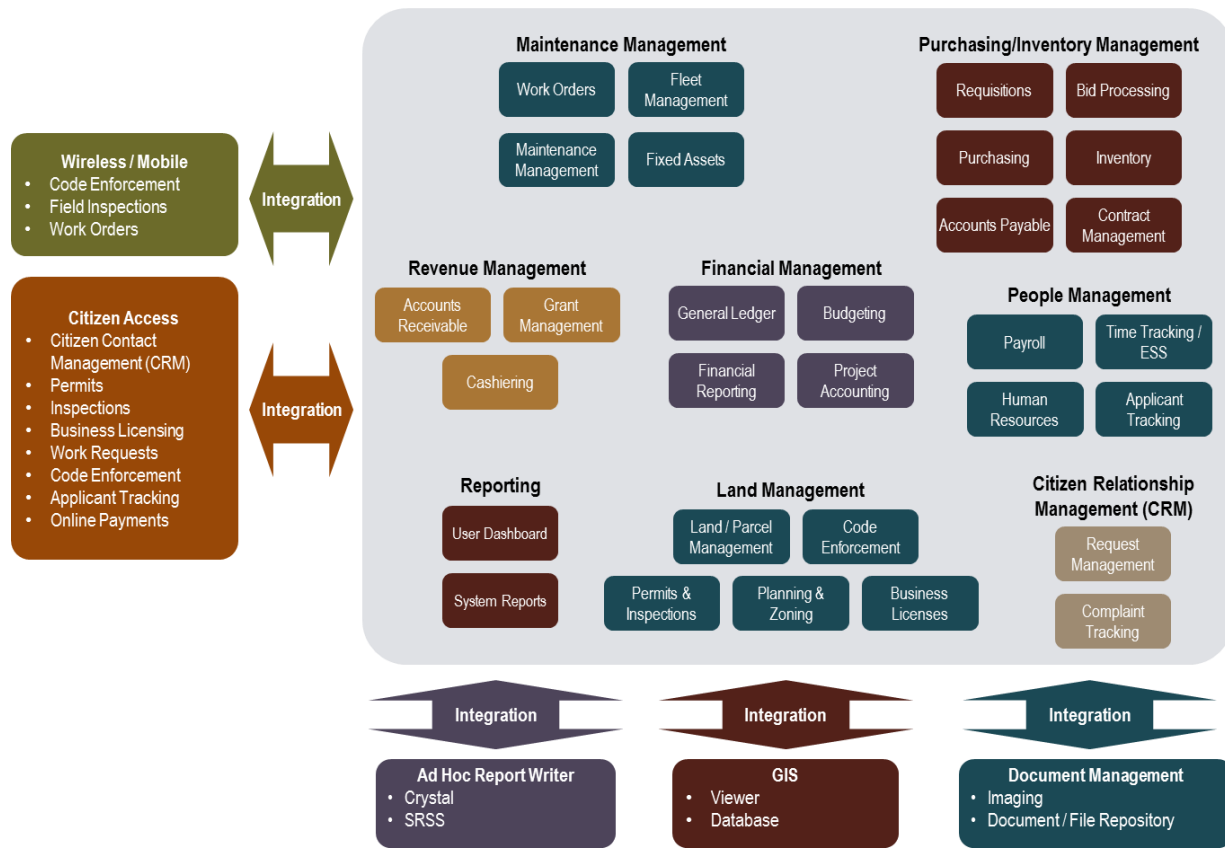 Maintenance Management
Work Orders
Fleet
Management
Maintenance
Management
Fixed Assets
Purchasing/Inventory Management
Requisitions
Bid Processing
Purchasing
Inventory
Accounts Payable
Contract
Management
Wireless / Mobile
• Code Enforcement
• Field Inspections
• Work Orders
Integration
Citizen Access
• Citizen Contact
Management (CRM)
• Permits
• Inspections
• Business Licensing
• Work Requests
• Code Enforcement
• Applicant Tracking
• Online Payments
Integration
Revenue Management
Accounts
Receivable
Grant
Management
Cashiering
Financial Management
General Ledger
Budgeting
Financial
Reporting
Project
Accounting
People Management
Payroll
Time Tracking /
ESS
Human
Resources
Applicant
Tracking
Reporting
User Dashboard
System Reports
Land Management
Land / Parcel
Management
Code
Enforcement
Permits &
Inspections
Planning &
Zoning
Business
Licenses
Citizen Relationship
Management (CRM)
Request
Management
Complaint
Tracking
Integration
Integration
Integration
Ad Hoc Report Writer
• Crystal
• SRSS
GIS
• Viewer
• Database
Document Management
• Imaging
• Document / File Repository